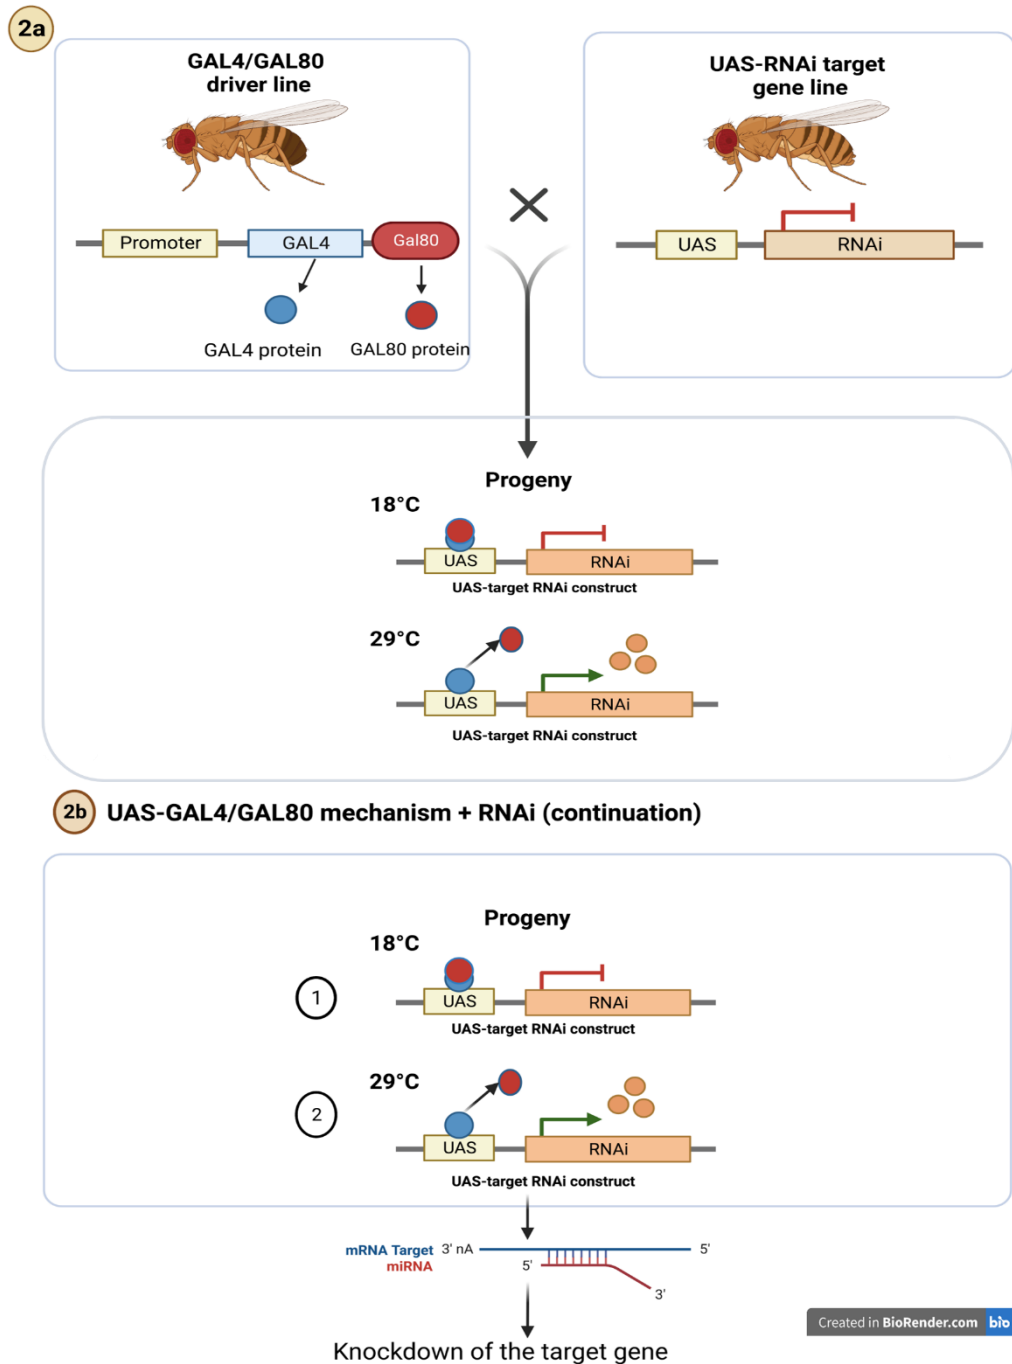 2a
GAL4/GAL80
driver line
UAS-RNAi target
gene line
Promoter
GAL4
Gal80
UAS
RNAi
GAL4 protein
GAL80 protein
Progeny
18°C
UAS
RNAi
UAS-target RNAi construct
29°C
UAS
RNAi
UAS-target RNAi construct
2b
UAS-GAL4/GAL80 mechanism + RNAi (continuation)
Progeny
18°C
1
UAS
RNAi
UAS-target RNAi construct
29°C
2
UAS
RNAi
UAS-target RNAi construct
mRNA Target 3' nA 5'
miRNA 5'
3'
Created in BioRender.com bio
Knockdown of the target gene